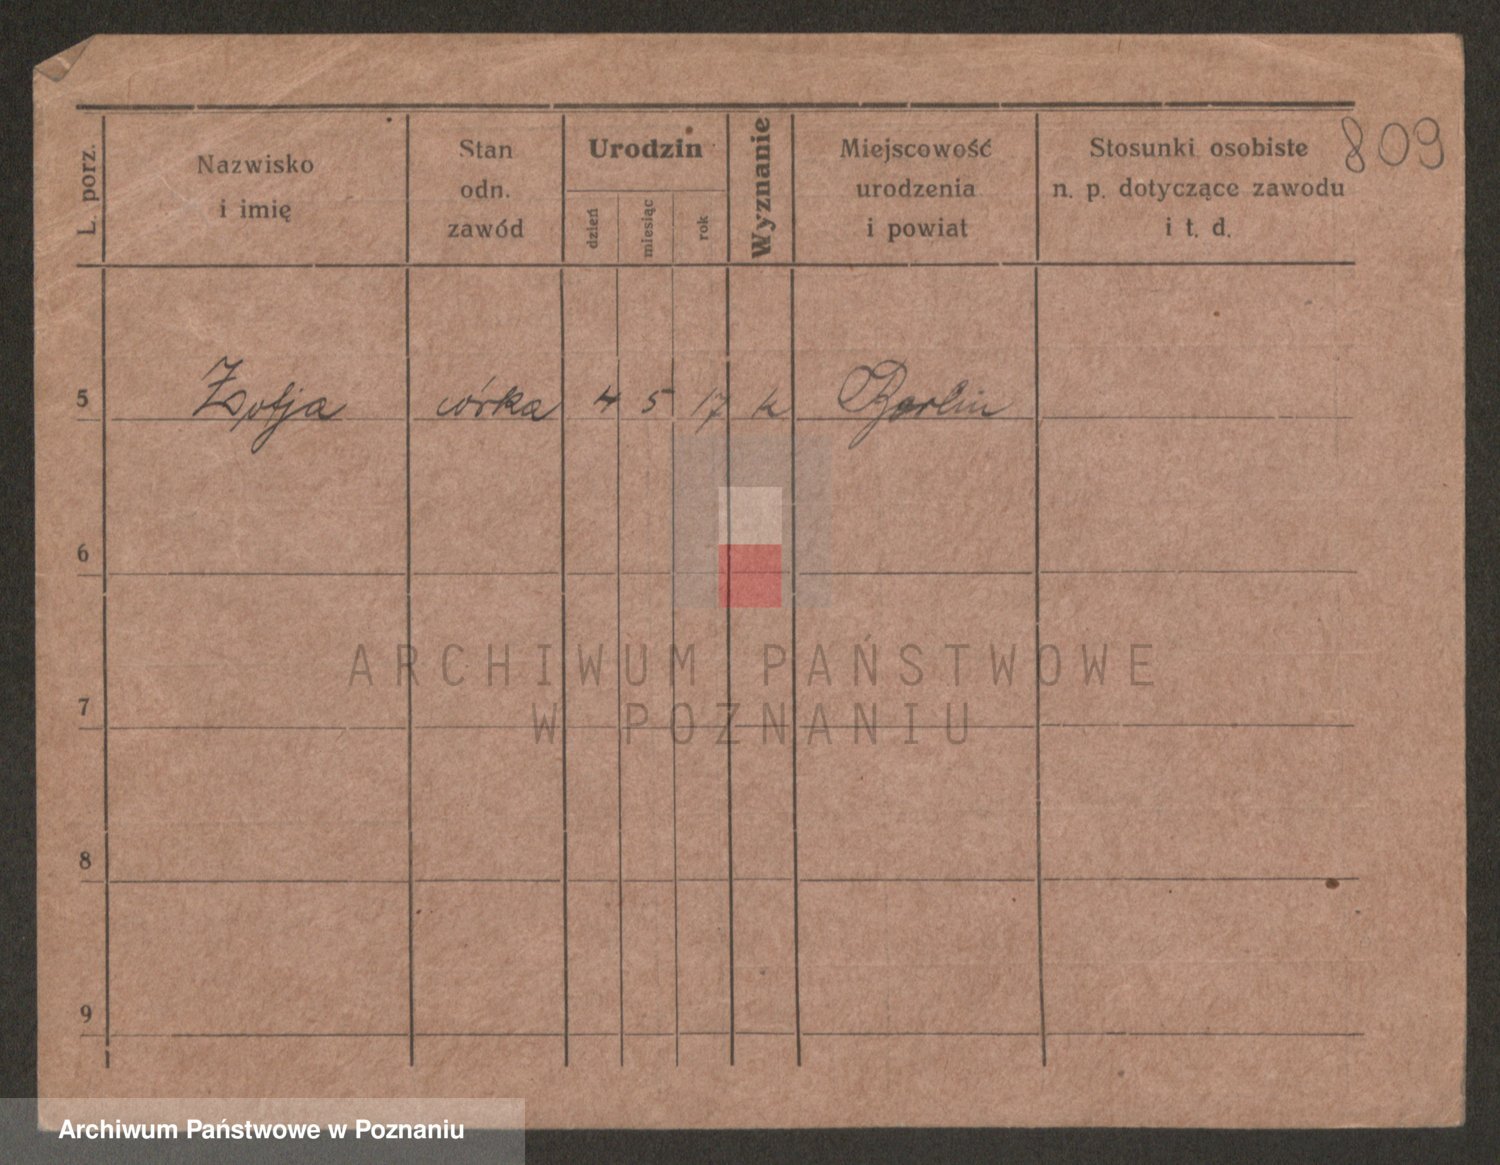 809
L. porz.
Nazwisko
i imię
Stan
odn.
zawód
Urodzin
dzień
miesiąc
rok
Wyznanie
Miejscowość
urodzenia
i powiat
Stosunki osobiste
n. p. dotyczące zawodu
i t. d.
5 Zofja córka 4 5 17 k Berlin
6
ARCHIWUM PAŃSTWOWE
W POZNANIU
7
8
9
Archiwum Państwowe w Poznaniu